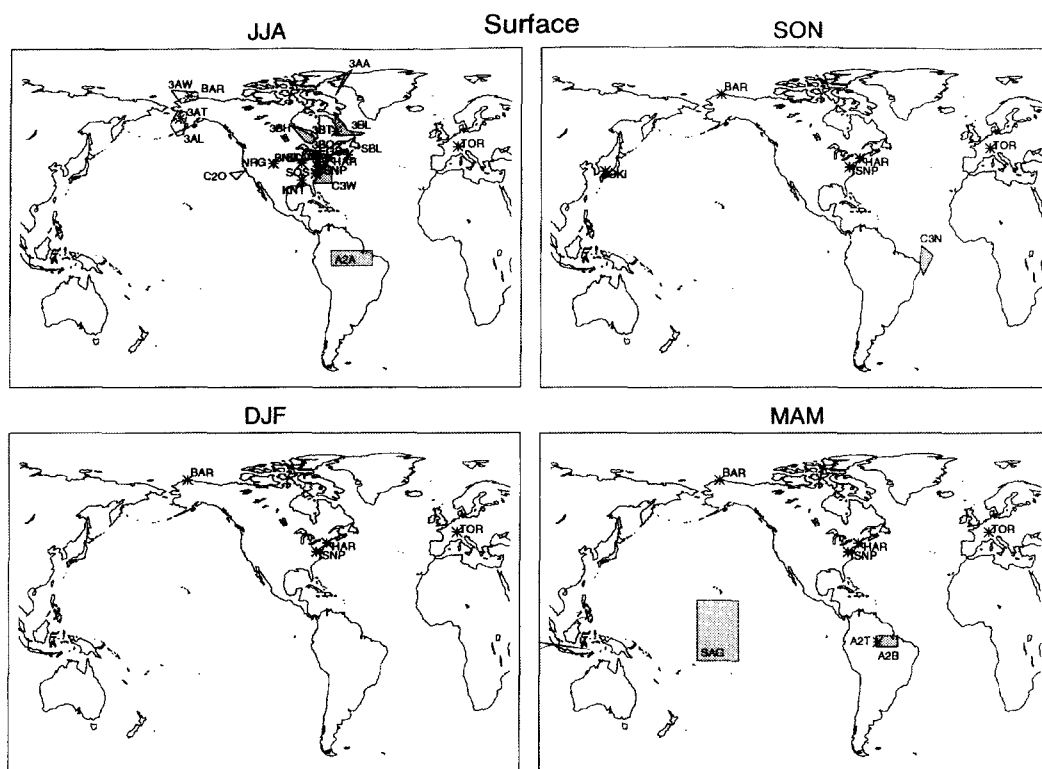 Surface
JJA
SON
3AW
BAR
3AA
3AT
3AL
3BH
3BT
3BL
SBL
NRG
HAR
SOS
SNP
C2O
KNT
C3W
A2A
BAR
TOR
TOR
HAR
SNP
OKI
C3N
DJF
MAM
BAR
TOR
HAR
SNP
BAR
TOR
HAR
SNP
SAG
A2T
A2B